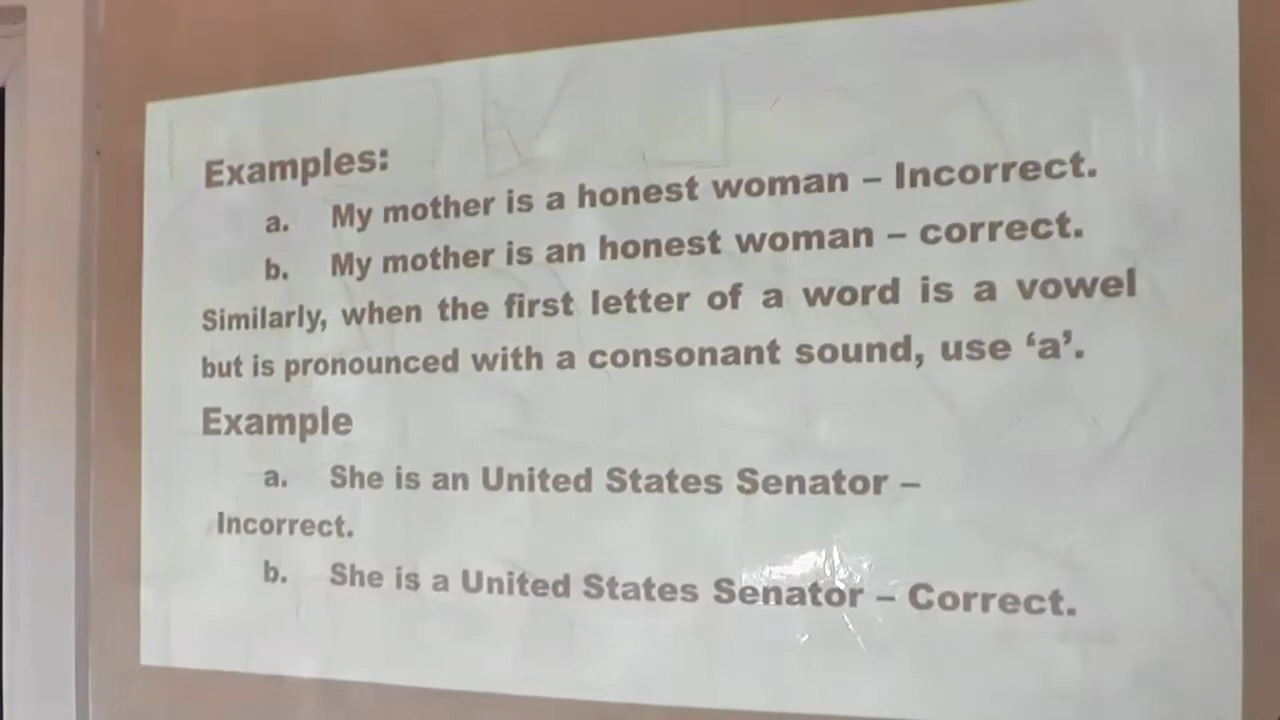 Examples:
a. My mother is a honest woman – Incorrect.
b. My mother is an honest woman – correct.
Similarly, when the first letter of a word is a vowel
but is pronounced with a consonant sound, use ‘a’.
Example
a. She is an United States Senator –
Incorrect.
b. She is a United States Senator – Correct.